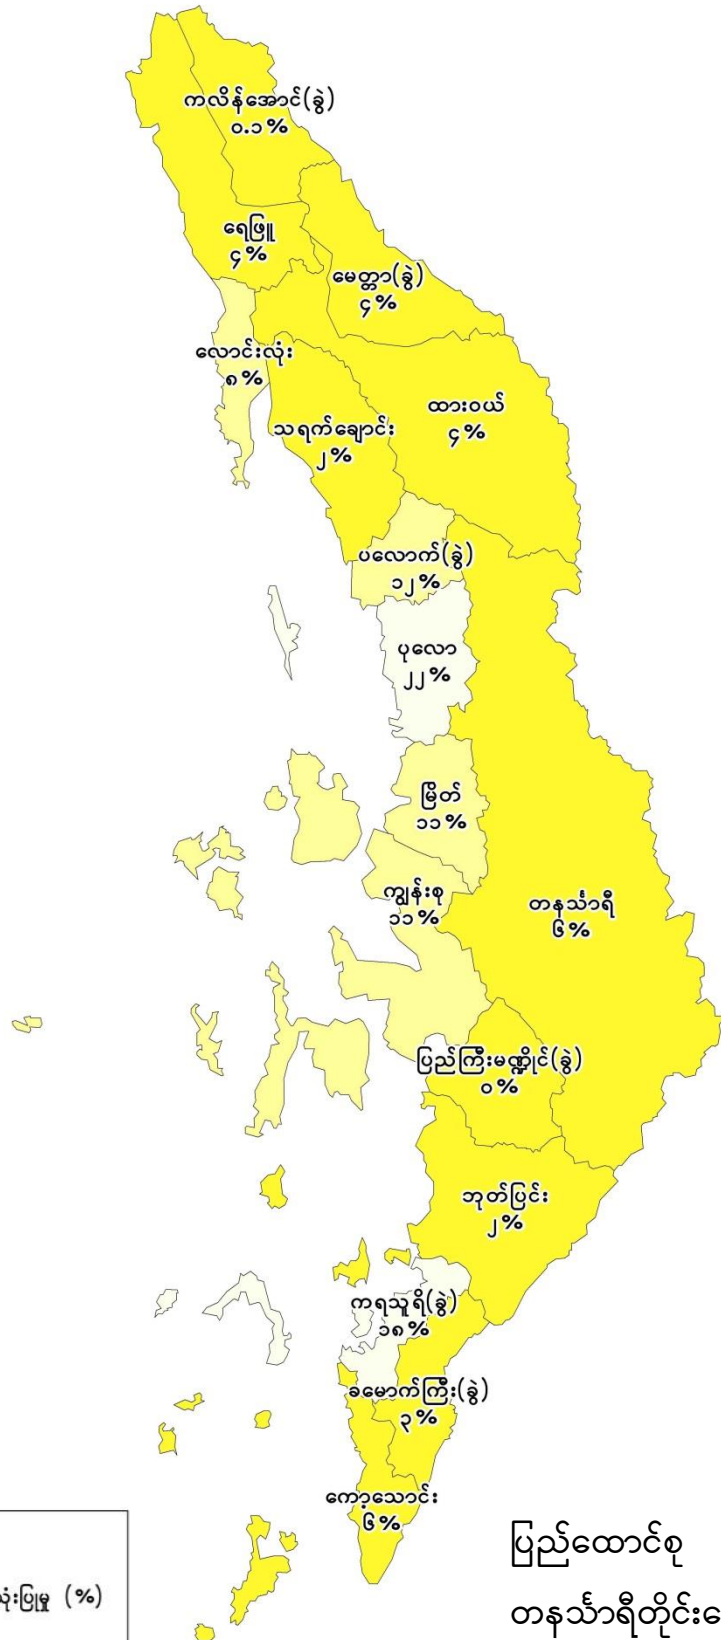 ကလိန်အောင်(ခွဲ)
၀.၁%
ရေဖြူ
၄%
မေတ္တာ(ခွဲ)
၄%
လောင်းလုံး
၈%
ထားဝယ်
၄%
သရက်ချောင်း
၂%
ပလောက်(ခွဲ)
၁၂%
ပုလော
၂၂%
မြိတ်
၁၁%
ကျွန်းစု
၁၁%
တနင်္သာရီ
၆%
ပြည်ကြီးမဏ္ဍိုင်(ခွဲ)
၀%
ဘုတ်ပြင်း
၂%
ကရသူရိ(ခွဲ)
၁၈%
ခမောက်ကြီး(ခွဲ)
၃%
ကော့သောင်း
၆%
ပြည်ထောင်စု
သုံးပြုမှု (%)
တနင်္သာရီတိုင်း